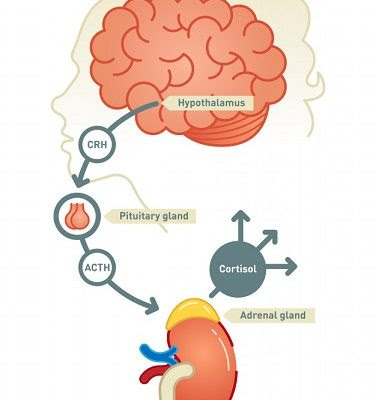 Hypothalamus
CRH
Pituitary gland
ACTH
Cortisol
Adrenal gland